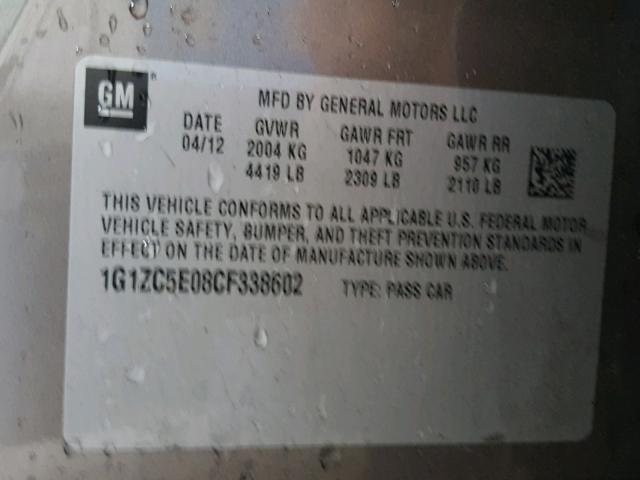 GM ®
MFD BY GENERAL MOTORS LLC
DATE GVWR GAWR FRT GAWR RR
04/12 2004 KG 1047 KG 957 KG
4419 LB 2309 LB 2110 LB
THIS VEHICLE CONFORMS TO ALL APPLICABLE U.S. FEDERAL MOTOR
VEHICLE SAFETY, BUMPER, AND THEFT PREVENTION STANDARDS IN
EFFECT ON THE DATE OF MANUFACTURE SHOWN ABOVE.
1G1ZC5E08CF338602 TYPE: PASS CAR